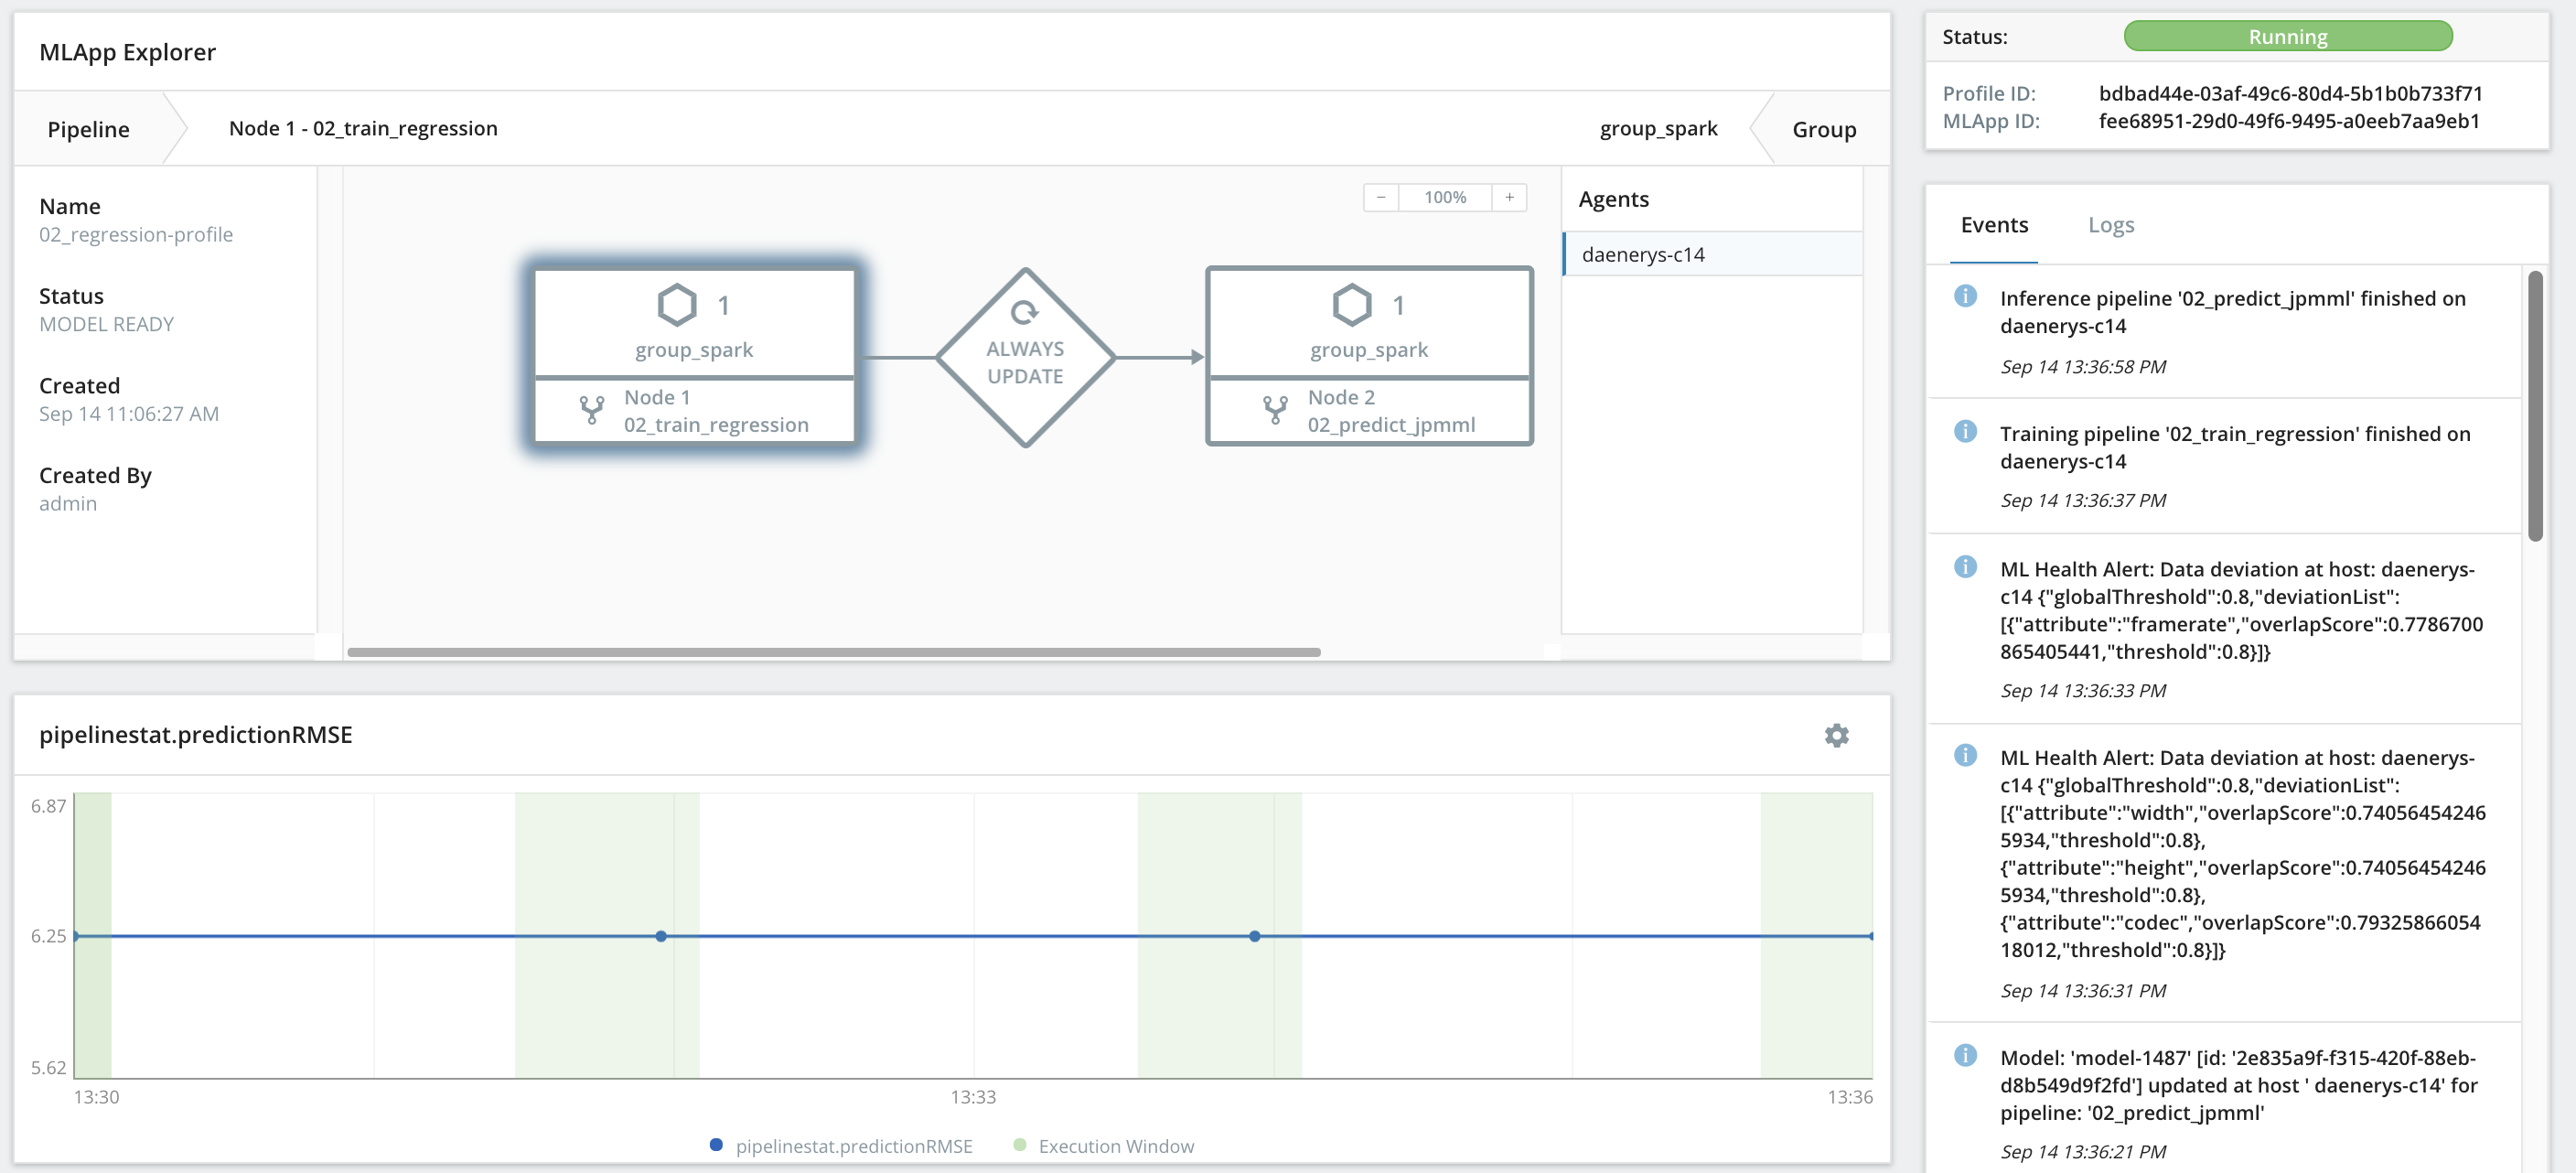 MLApp Explorer
Pipeline
Node 1 - 02_train_regression
group_spark
Group
Name
02_regression-profile
Status
MODEL READY
Created
Sep 14 11:06:27 AM
Created By
admin
− 100% +
1
group_spark
Node 1
02_train_regression
ALWAYS
UPDATE
1
group_spark
Node 2
02_predict_jpmml
Agents
daenerys-c14
pipelinestat.predictionRMSE
6.87
6.25
5.62
13:30
13:33
13:36
pipelinestat.predictionRMSE
Execution Window
Status:
Running
Profile ID: bdbad44e-03af-49c6-80d4-5b1b0b733f71
MLApp ID: fee68951-29d0-49f6-9495-a0eeb7aa9eb1
Events
Logs
Inference pipeline '02_predict_jpmml' finished on
daenerys-c14
Sep 14 13:36:58 PM
Training pipeline '02_train_regression' finished on
daenerys-c14
Sep 14 13:36:37 PM
ML Health Alert: Data deviation at host: daenerys-
c14 {"globalThreshold":0.8,"deviationList":
[{"attribute":"framerate","overlapScore":0.7786700
865405441,"threshold":0.8}]}
Sep 14 13:36:33 PM
ML Health Alert: Data deviation at host: daenerys-
c14 {"globalThreshold":0.8,"deviationList":
[{"attribute":"width","overlapScore":0.74056454246
5934,"threshold":0.8},
{"attribute":"height","overlapScore":0.74056454246
5934,"threshold":0.8},
{"attribute":"codec","overlapScore":0.79325866054
18012,"threshold":0.8}]}
Sep 14 13:36:31 PM
Model: 'model-1487' [id: '2e835a9f-f315-420f-88eb-
d8b549d9f2fd'] updated at host ' daenerys-c14' for
pipeline: '02_predict_jpmml'
Sep 14 13:36:21 PM